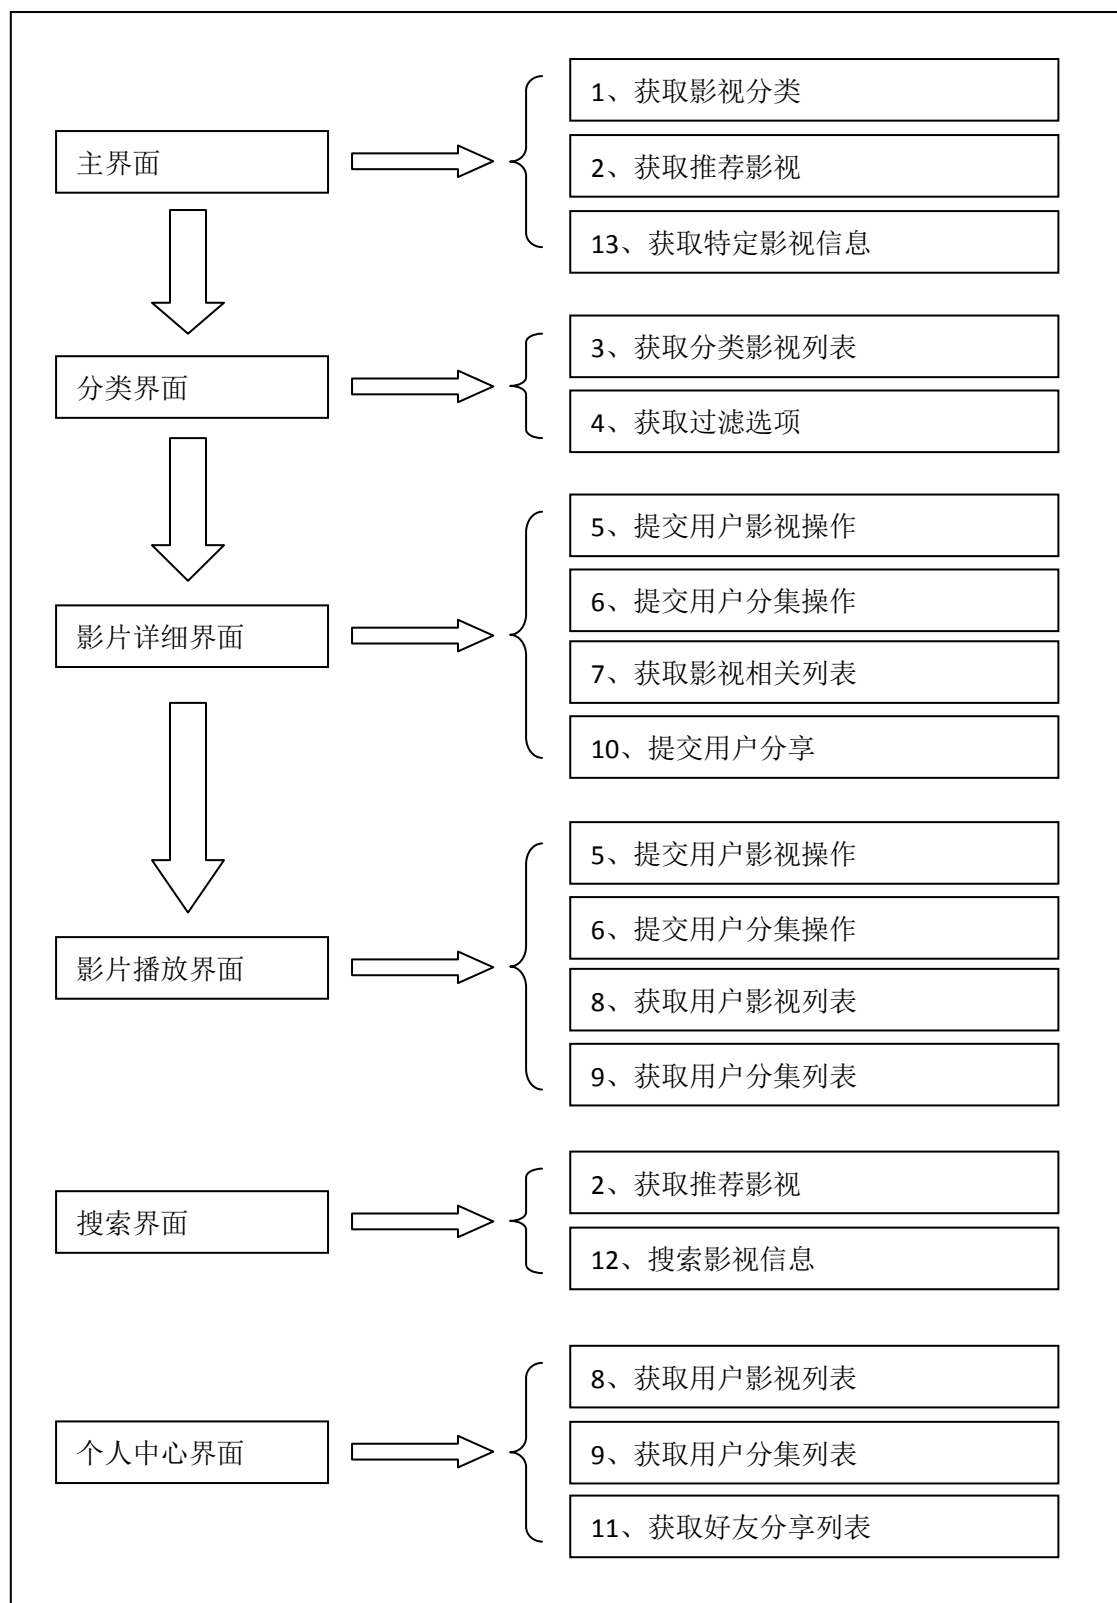 主界面
1、获取影视分类
2、获取推荐影视
13、获取特定影视信息
分类界面
3、获取分类影视列表
4、获取过滤选项
影片详细界面
5、提交用户影视操作
6、提交用户分集操作
7、获取影视相关列表
10、提交用户分享
影片播放界面
5、提交用户影视操作
6、提交用户分集操作
8、获取用户影视列表
9、获取用户分集列表
搜索界面
2、获取推荐影视
12、搜索影视信息
个人中心界面
8、获取用户影视列表
9、获取用户分集列表
11、获取好友分享列表